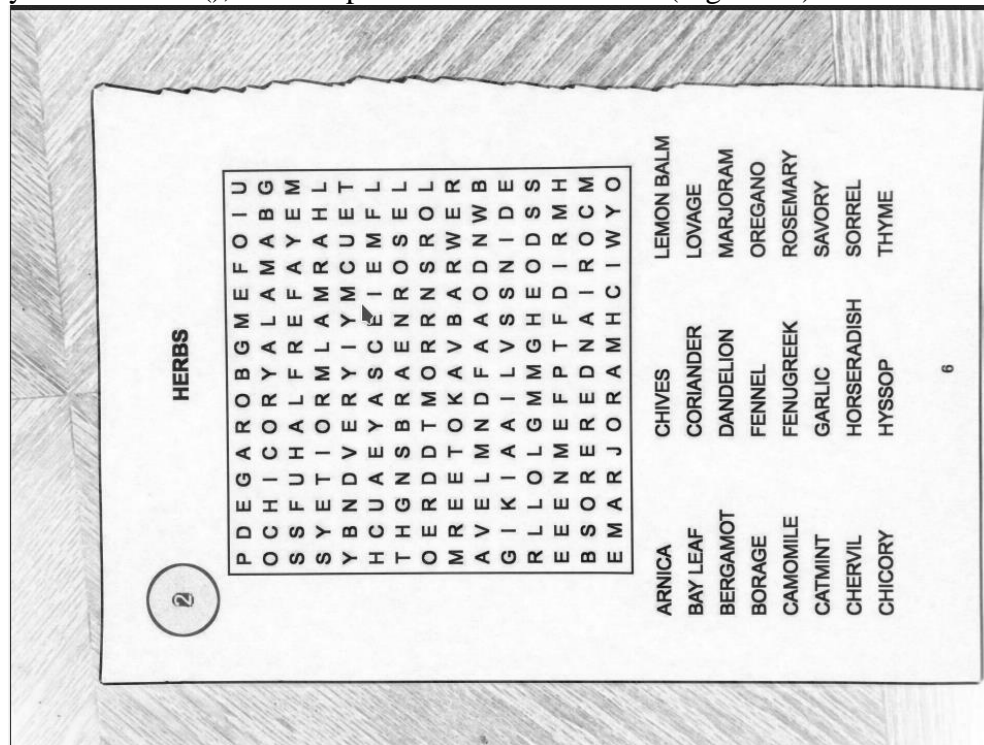 2
HERBS
P D E G A R O B G M E F O I U
O C H I C O R Y A L A M A B G
S S F U H A L F R E F A Y E M
S Y E T I O R M L A M R A H L
Y B N D V E R Y I Y M C U E T
H C U A E Y A S C E I E M F L
T H G N S B R A E N R O S E L
O E R D D T M O R R N S R O L
M R E E T O K A V B A R W E R
A V E L M N D F A A O D N W B
G I K I A A I L V S S N I D E
R L L O L G M M G H E O D S S
E E E N M E F P T F D I R M H
B S O R E R E D N A I R O C M
E M A R J O R A M H C I W Y O
ARNICA
BAY LEAF
BERGAMOT
BORAGE
CAMOMILE
CATMINT
CHERVIL
CHICORY
CHIVES
CORIANDER
DANDELION
FENNEL
FENUGREEK
GARLIC
HORSERADISH
HYSSOP
LEMON BALM
LOVAGE
MARJORAM
OREGANO
ROSEMARY
SAVORY
SORREL
THYME
6